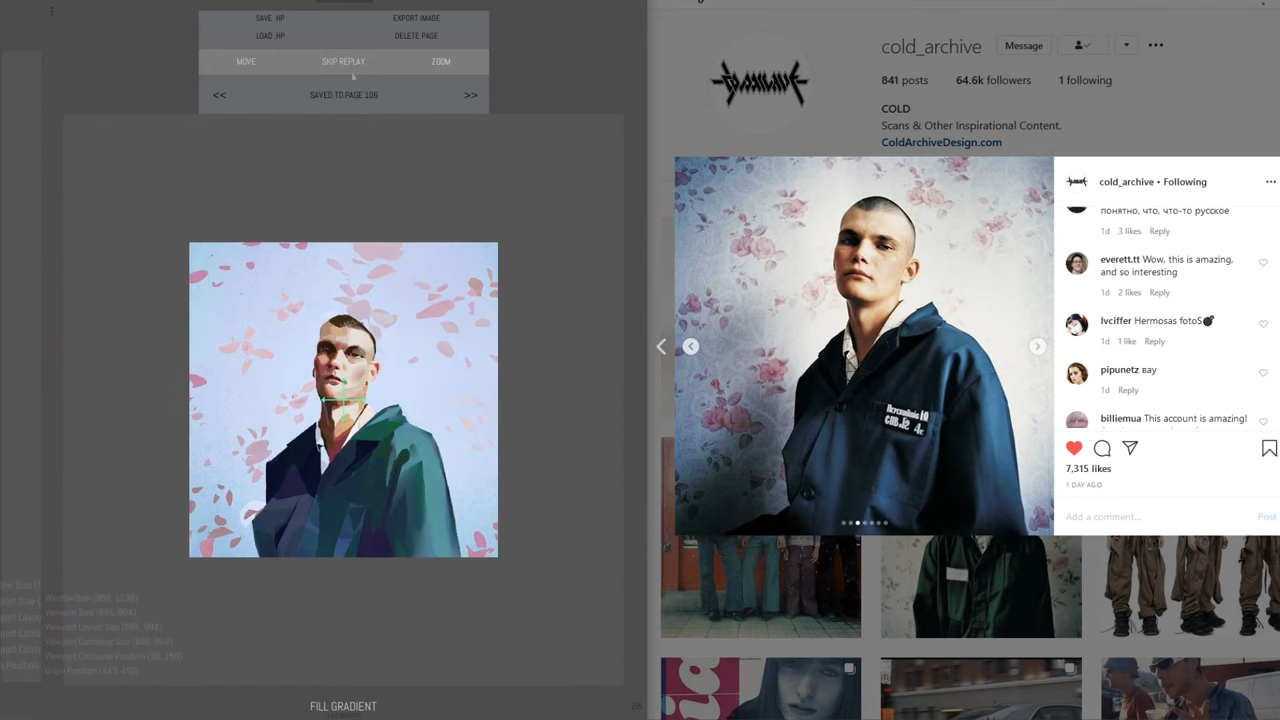 SAVE .HP
EXPORT IMAGE
LOAD .HP
DELETE PAGE
MOVE
SKIP REPLAY
ZOOM
<<
SAVED TO PAGE 106
>>
FILL GRADIENT
cold_archive
Message
841 posts
64.6k followers
1 following
COLD
Scans & Other Inspirational Content.
ColdArchiveDesign.com
cold_archive • Following
понятно, что, что-то русское
1d 3 likes Reply
everett.tt Wow, this is amazing,
and so interesting
1d 2 likes Reply
lvciffer Hermosas fotoS💣
1d 1 like Reply
pipunetz вау
1d Reply
billiemua This account is amazing!
7,315 likes
1 DAY AGO
Add a comment...
Post